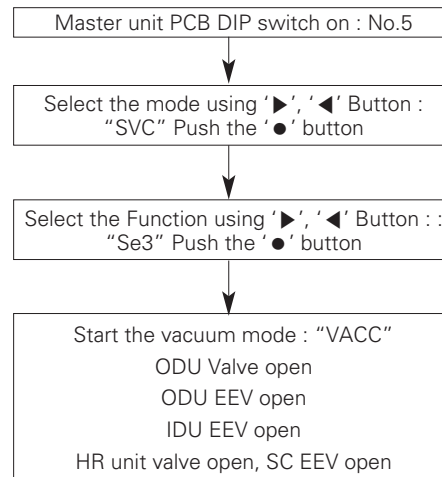 Master unit PCB DIP switch on : No.5
Select the mode using ‘▶’, ‘◀’ Button :
“SVC” Push the ‘●’ button
Select the Function using ‘▶’, ‘◀’ Button : :
“Se3” Push the ‘●’ button
Start the vacuum mode : “VACC”
ODU Valve open
ODU EEV open
IDU EEV open
HR unit valve open, SC EEV open